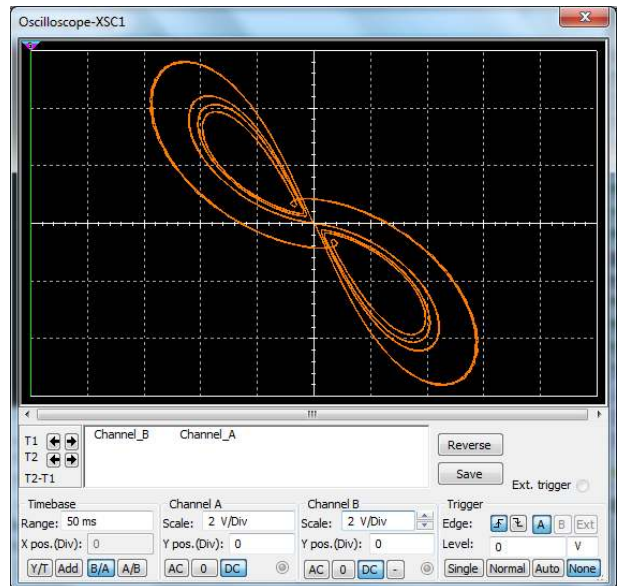 Oscilloscope-XSC1
T1
T2
T2-T1
Channel_B Channel_A
Reverse
Save
Ext. trigger
Timebase
Range: 50 ms
X pos.(Div): 0
Y/T Add B/A A/B
Channel A
Scale: 2 V/Div
Y pos.(Div): 0
AC 0 DC
Channel B
Scale: 2 V/Div
Y pos.(Div): 0
AC 0 DC -
Trigger
Edge: A B Ext
Level: 0 V
Single Normal Auto None